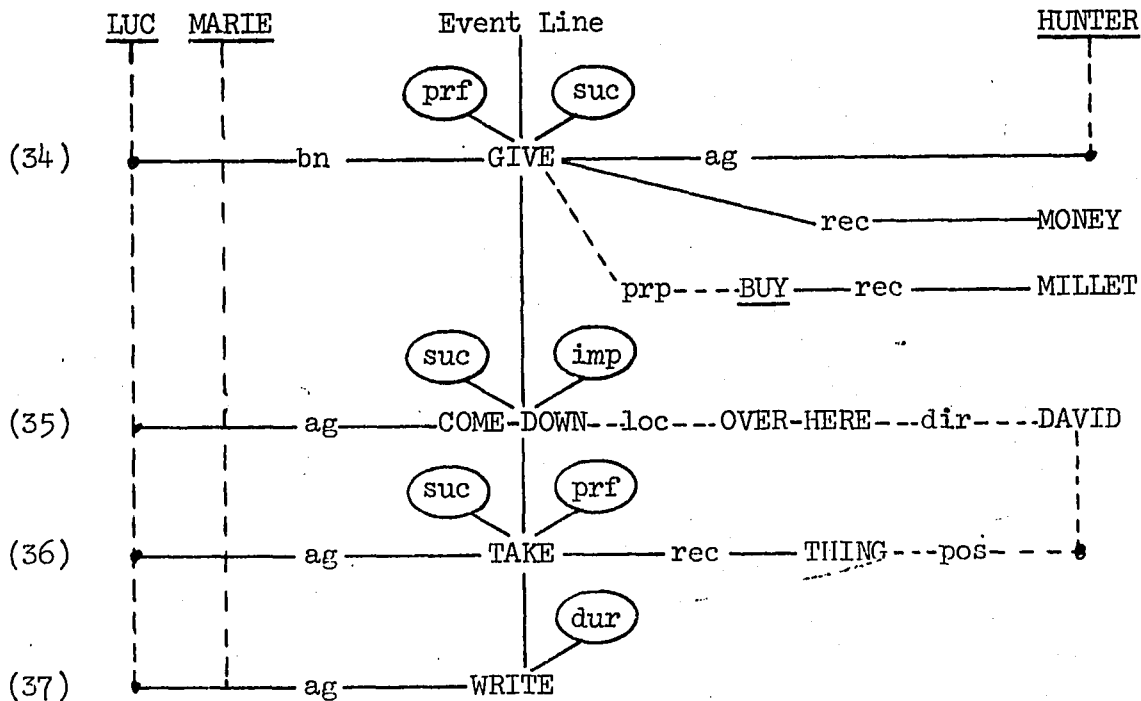 LUC MARIE Event Line HUNTER
prf suc
(34) bn GIVE ag
rec MONEY
prp BUY rec MILLET
suc imp
(35) ag COME-DOWN loc OVER-HERE dir DAVID
suc prf
(36) ag TAKE rec THING pos
dur
(37) ag WRITE